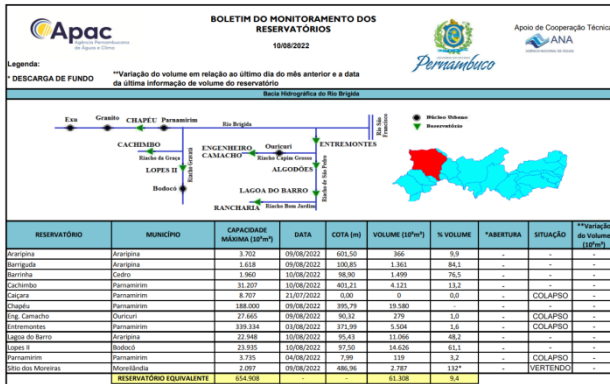 Apac
Agência Pernambucana
de Águas e Clima
BOLETIM DO MONITORAMENTO DOS
RESERVATÓRIOS
10/08/2022
Pernambuco
Apoio de Cooperação Técnica
ANA
AGÊNCIA NACIONAL DE ÁGUAS
Legenda:
* DESCARGA DE FUNDO
**Variação do volume em relação ao último dia do mês anterior e a data
da última informação de volume do reservatório
Bacia Hidrográfica do Rio Brígida
Exu Granito CHAPÉU Parnamirim Rio Brígida
Rio São Francisco
Núcleo Urbano
Reservatório
CACHIMBO
Riacho da Graça
ENGENHEIRO
CAMACHO
Ouricuri
Riacho Capim Grosso
ENTREMONTES
LOPES II
ALGODÕES
Riacho de São Pedro
Bodocó
LAGOA DO BARRO
RANCHARIA Riacho Bom Jardim
RESERVATÓRIO MUNICÍPIO CAPACIDADE MÁXIMA (10³m³) DATA COTA (m) VOLUME (10³m³) % VOLUME *ABERTURA SITUAÇÃO **Variação do Volume (10³m³)
Araripina Araripina 3.702 09/08/2022 601,50 366 9,9 - - -
Barriguda Araripina 1.618 09/08/2022 100,85 1.361 84,1 - - -
Barrinha Cedro 1.960 10/08/2022 98,90 1.499 76,5 - - -
Cachimbo Parnamirim 31.207 10/08/2022 401,21 4.121 13,2 - - -
Caiçara Parnamirim 8.707 21/07/2022 0,00 0 0,0 - COLAPSO -
Chapéu Parnamirim 188.000 09/08/2022 395,79 19.580 - - -
Eng. Camacho Ouricuri 27.665 09/08/2022 90,32 279 1,0 - COLAPSO -
Entremontes Parnamirim 339.334 10/08/2022 371,99 5.504 1,6 - COLAPSO -
Lagoa do Barro Araripina 22.948 10/08/2022 95,43 11.066 48,2 - - -
Lopes II Bodocó 23.935 10/08/2022 97,50 14.626 61,1 - - -
Parnamirim Parnamirim 3.735 04/08/2022 7,99 119 3,2 - COLAPSO -
Sítio dos Moreiras Moreilândia 2.097 09/08/2022 486,96 2.787 132* - VERTENDO -
RESERVATÓRIO EQUIVALENTE 654.908 - - 61.308 9,4